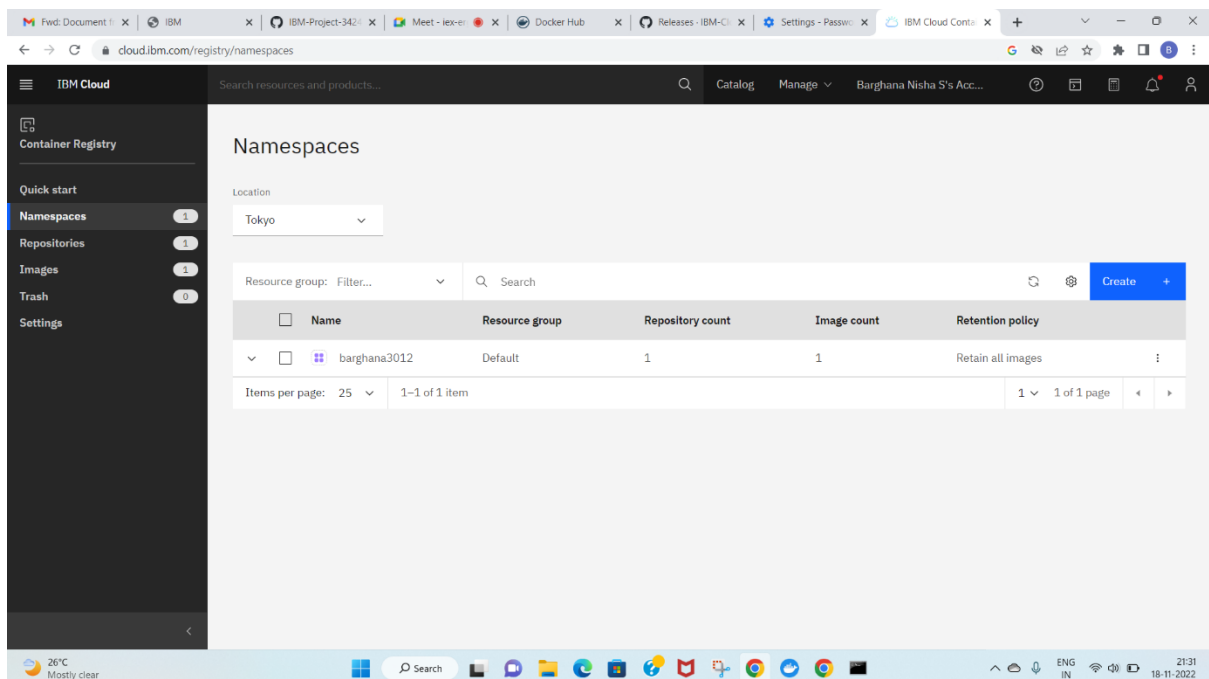 Fwd: Document f
IBM
IBM-Project-3424
Meet - iex-er
Docker Hub
Releases · IBM-Cl
Settings - Passwo
IBM Cloud Contai
cloud.ibm.com/registry/namespaces
G
B
IBM Cloud
Search resources and products...
Catalog
Manage
Barghana Nisha S's Acc...
Container Registry
Quick start
Namespaces 1
Repositories 1
Images 1
Trash 0
Settings
Namespaces
Location
Tokyo
Resource group: Filter...
Search
Create +
Name Resource group Repository count Image count Retention policy
barghana3012 Default 1 1 Retain all images
Items per page: 25 1–1 of 1 item 1 1 of 1 page
26°C
Mostly clear
Search
ENG
IN
21:31
18-11-2022